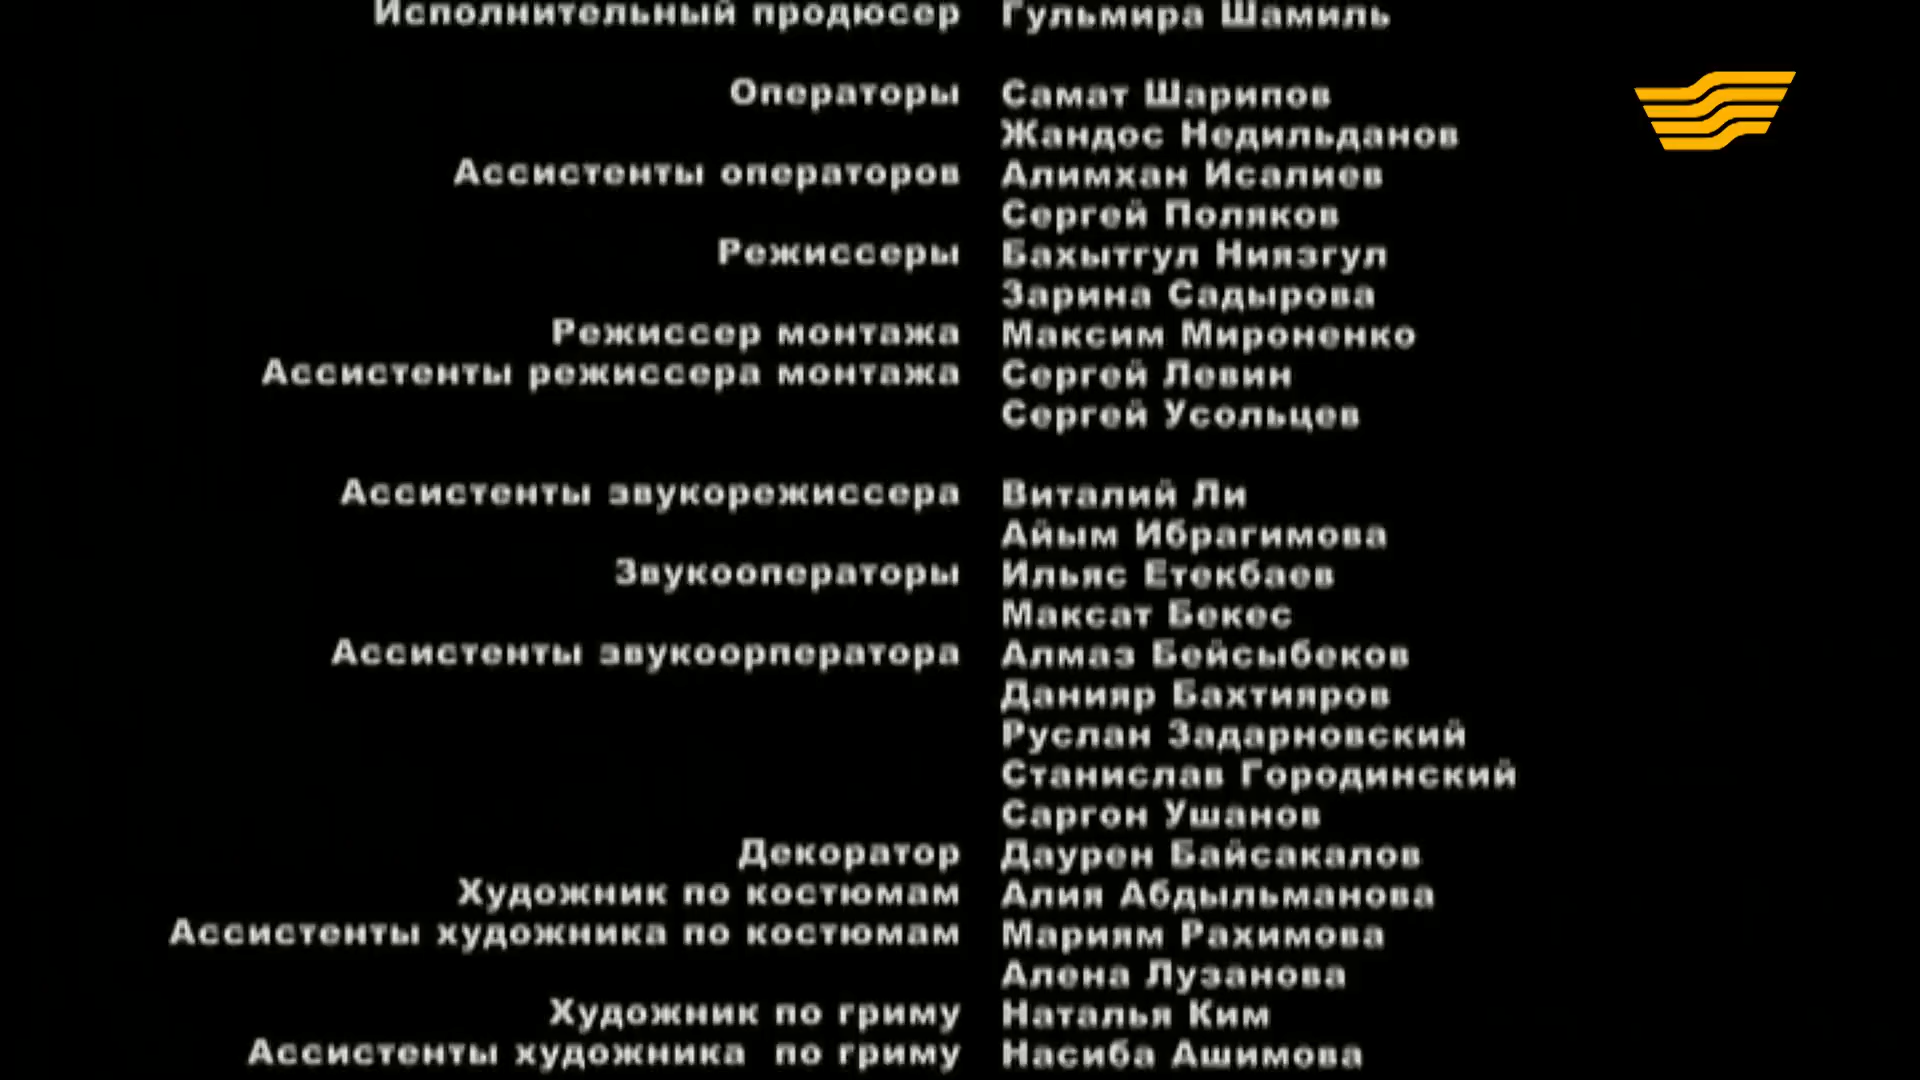 Исполнительный продюсер Гульмира Шамиль
Операторы Самат Шарипов
Жандос Недильданов
Ассистенты операторов Алимхан Исалиев
Сергей Поляков
Режиссеры Бахытгул Ниязгул
Зарина Садырова
Режиссер монтажа Максим Мироненко
Ассистенты режиссера монтажа Сергей Левин
Сергей Усольцев
Ассистенты звукорежиссера Виталий Ли
Айым Ибрагимова
Звукооператоры Ильяс Етекбаев
Максат Бекес
Ассистенты звукоорператора Алмаз Бейсыбеков
Данияр Бахтияров
Руслан Задарновский
Станислав Городинский
Саргон Ушанов
Декоратор Даурен Байсакалов
Художник по костюмам Алия Абдыльманова
Ассистенты художника по костюмам Мариям Рахимова
Алена Лузанова
Художник по гриму Наталья Ким
Ассистенты художника по гриму Насиба Ашимова